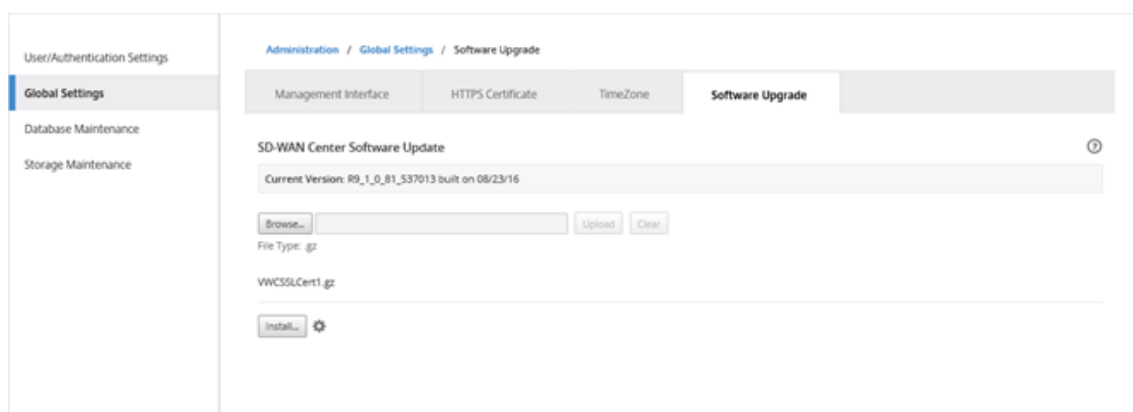 User/Authentication Settings
Global Settings
Database Maintenance
Storage Maintenance
Administration / Global Settings / Software Upgrade
Management Interface HTTPS Certificate TimeZone Software Upgrade
SD-WAN Center Software Update
Current Version: R9_1_0_81_537013 built on 08/23/16
Browse... Upload Clear
File Type: .gz
VWCSSLCert1.gz
Install...